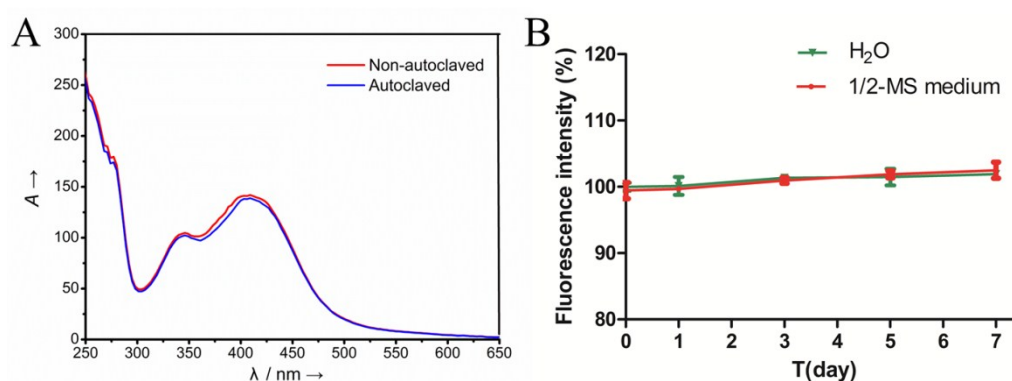 A
300
250
200
150
100
50
0
A →
Non-autoclaved
Autoclaved
250 300 350 400 450 500 550 600 650
λ / nm →
B
120
110
100
90
80
Fluorescence intensity (%)
H₂O
1/2-MS medium
0 1 2 3 4 5 6 7
T(day)